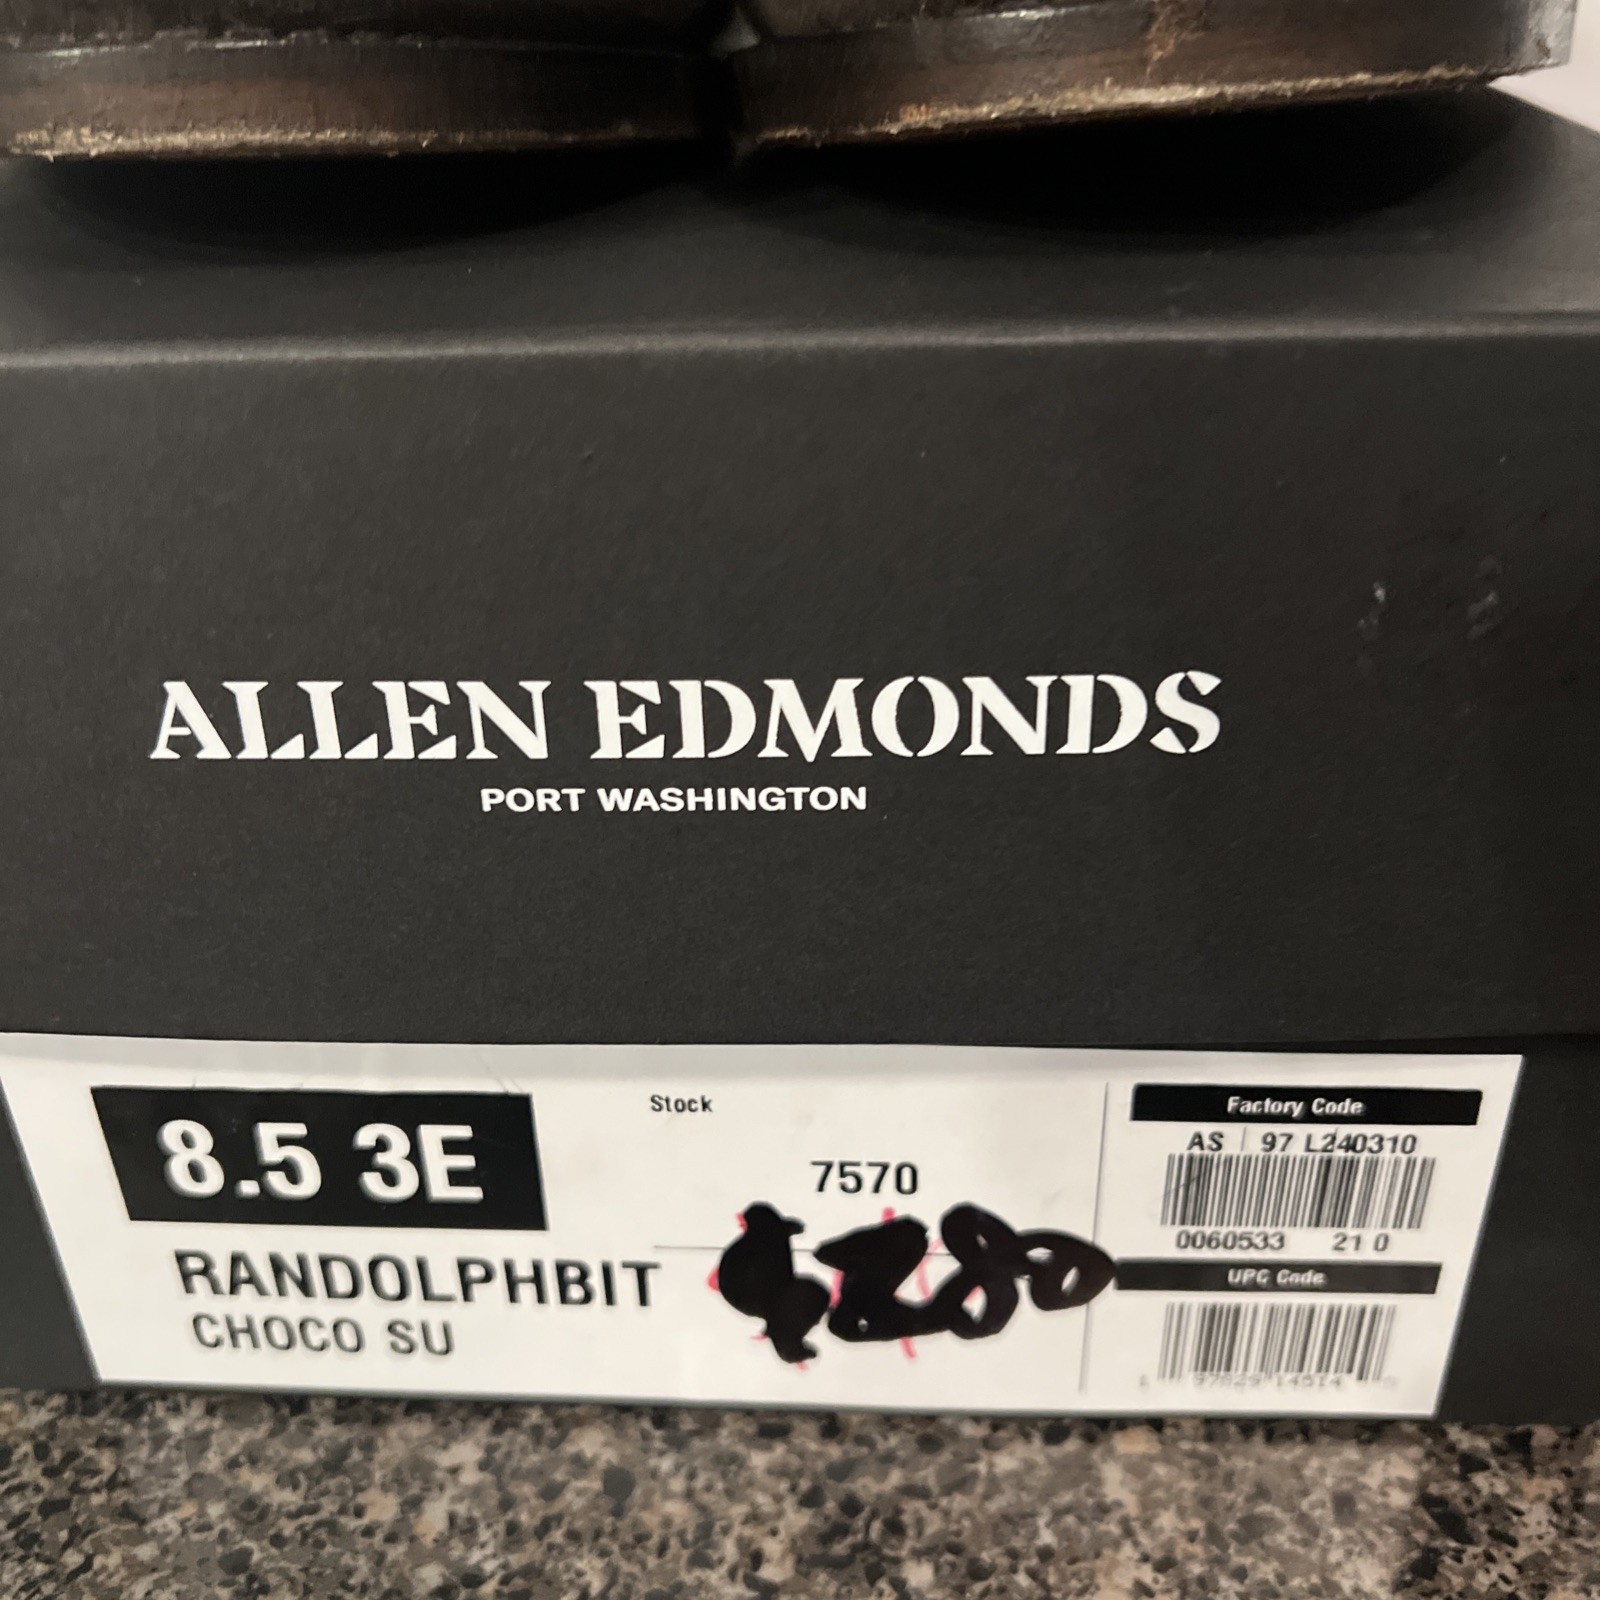 ALLEN EDMONDS
PORT WASHINGTON
8.5 3E
RANDOLPHBIT
CHOCO SU
Stock
7570
$280
Factory Code
AS 97 L240310
0060533 21 0
UPC Code